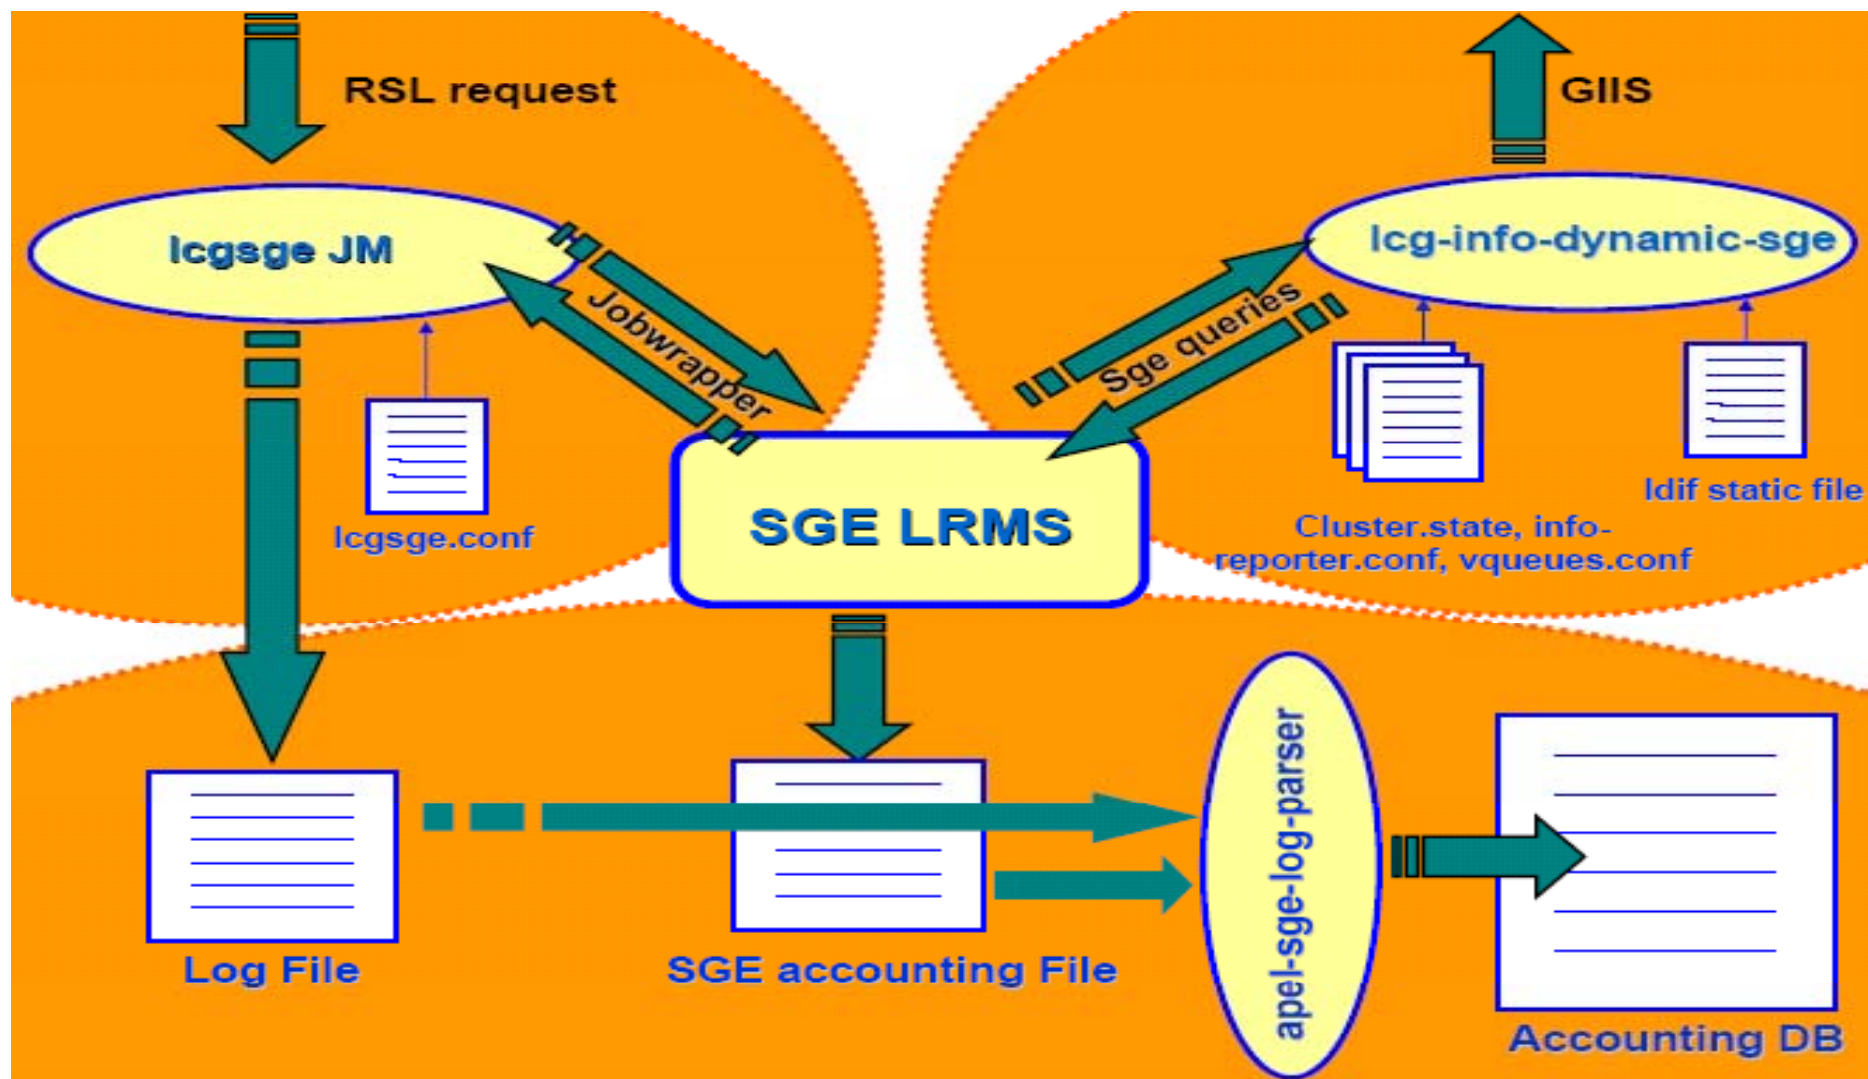 RSL request
GIIS
lcgsge JM
lcg-info-dynamic-sge
Jobwrapper
Sge queries
lcgsge.conf
SGE LRMS
ldif static file
Cluster.state, info-
reporter.conf, vqueues.conf
apel-sge-log-parser
Log File
SGE accounting File
Accounting DB